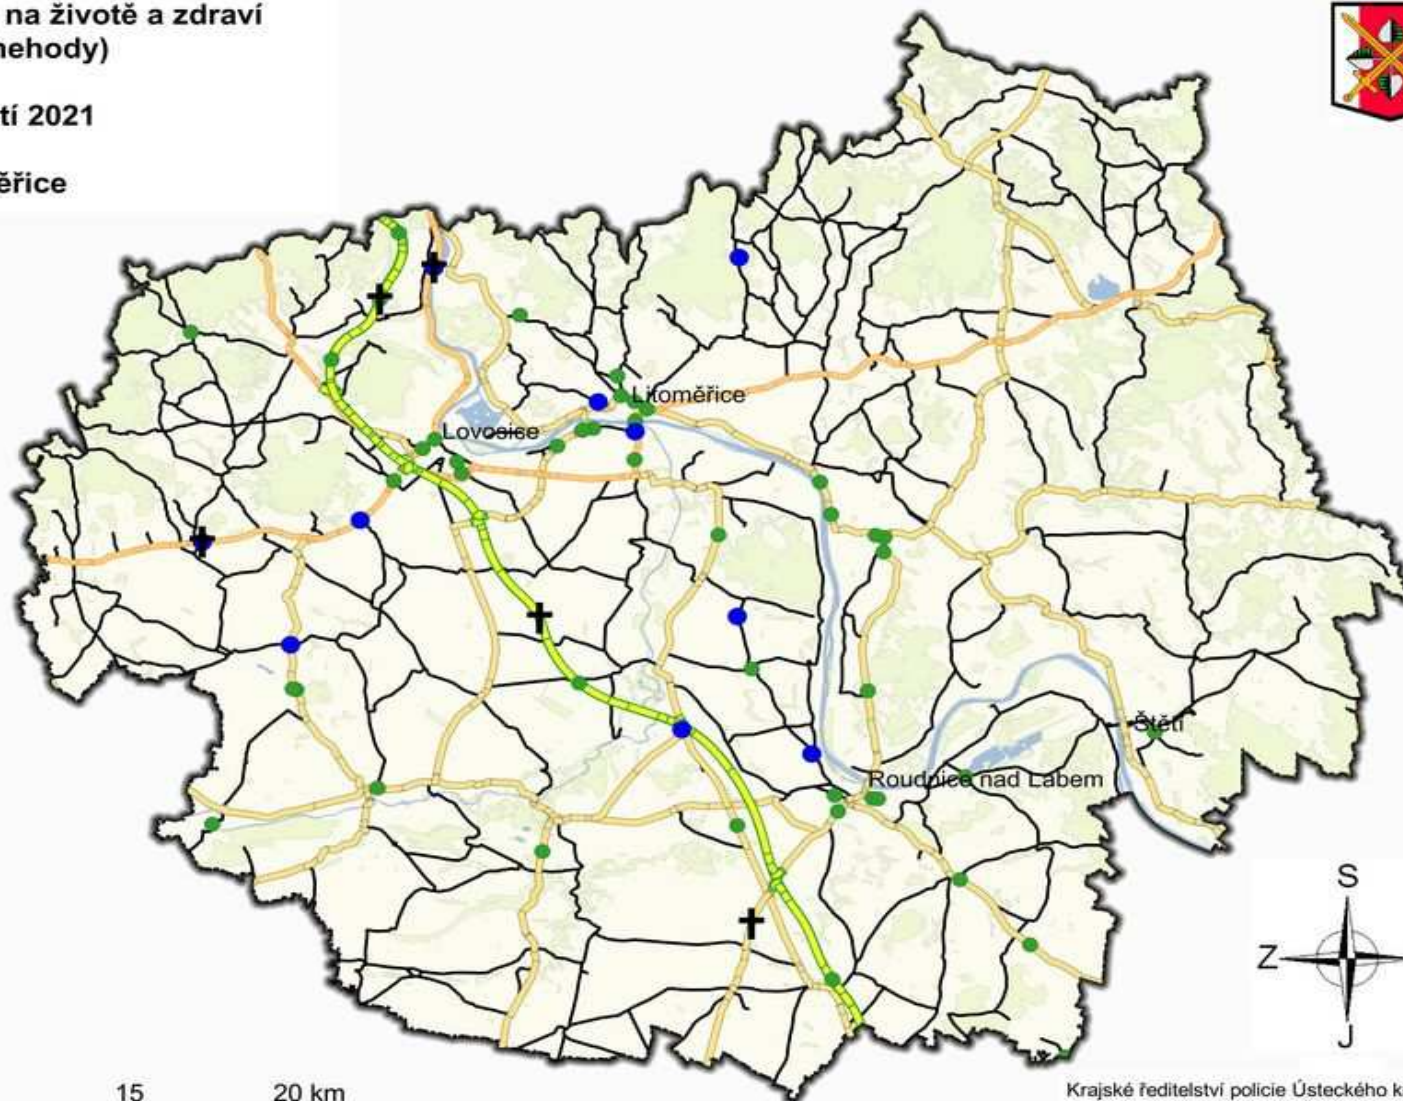 na životě a zdraví
nehody)
tí 2021
ěřice
Litoměřice
Lovosice
Štětí
Roudnice nad Labem
S
Z
J
15 20 km
Krajské ředitelství policie Ústeckého k